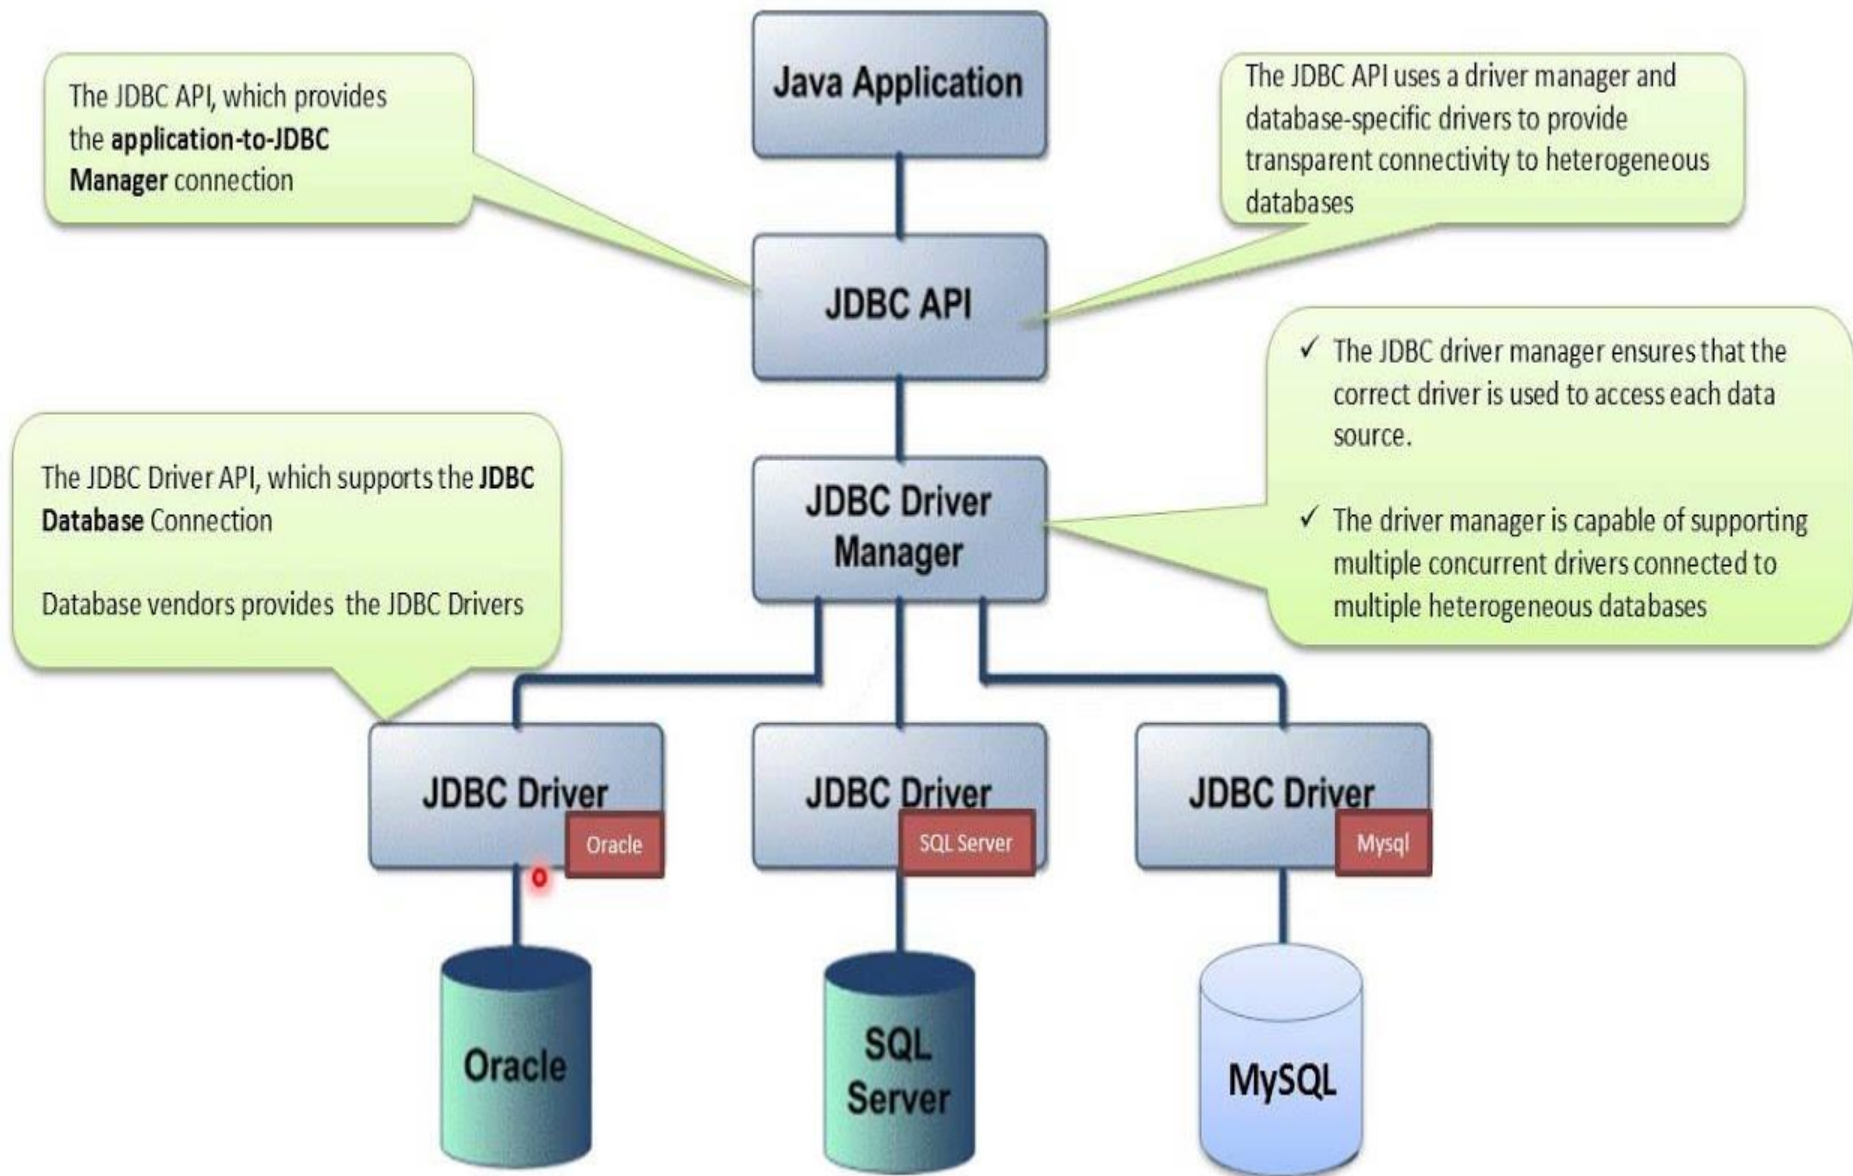 Java Application
The JDBC API, which provides
the application-to-JDBC
Manager connection
The JDBC API uses a driver manager and
database-specific drivers to provide
transparent connectivity to heterogeneous
databases
JDBC API
✓ The JDBC driver manager ensures that the
correct driver is used to access each data
source.
✓ The driver manager is capable of supporting
multiple concurrent drivers connected to
multiple heterogeneous databases
The JDBC Driver API, which supports the JDBC
Database Connection
Database vendors provides the JDBC Drivers
JDBC Driver
Manager
JDBC Driver
Oracle
JDBC Driver
SQL Server
JDBC Driver
Mysql
Oracle
SQL
Server
MySQL